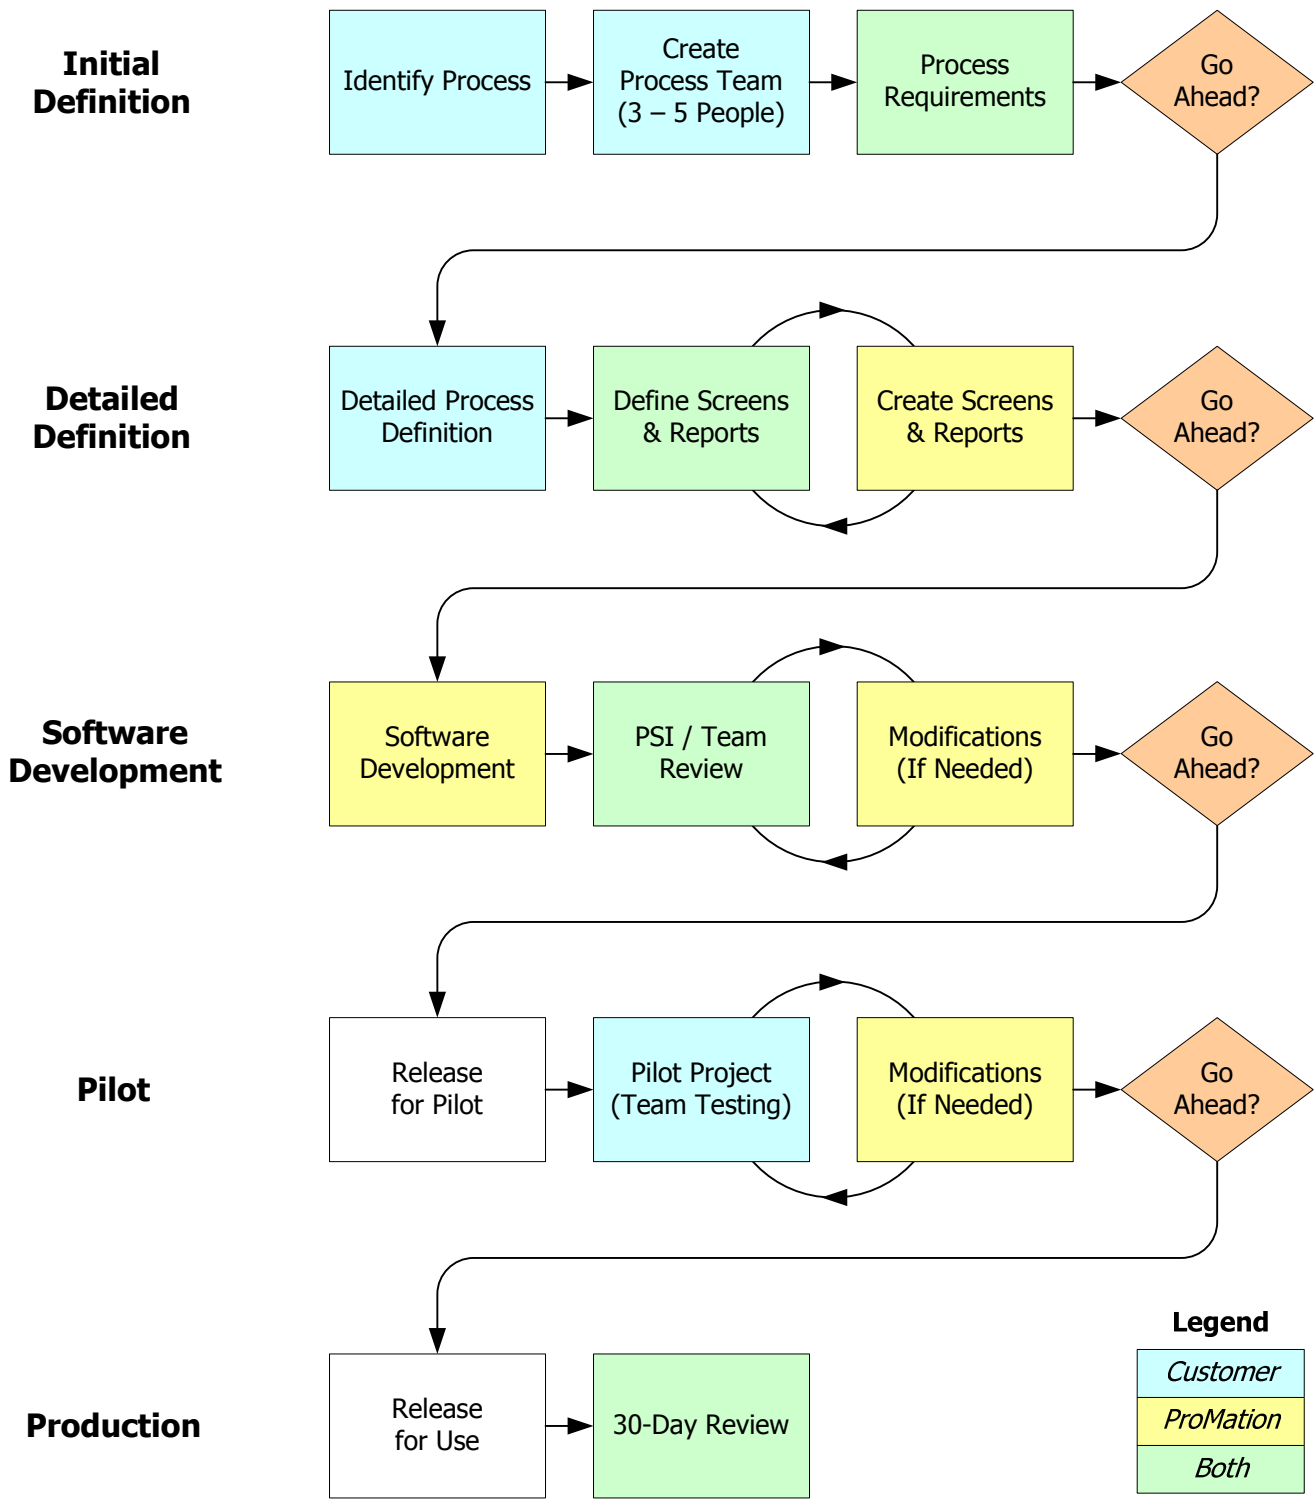 Initial
Definition
Identify Process
Create
Process Team
(3 – 5 People)
Process
Requirements
Go
Ahead?
Detailed
Definition
Detailed Process
Definition
Define Screens
& Reports
Create Screens
& Reports
Go
Ahead?
Software
Development
Software
Development
PSI / Team
Review
Modifications
(If Needed)
Go
Ahead?
Pilot
Release
for Pilot
Pilot Project
(Team Testing)
Modifications
(If Needed)
Go
Ahead?
Production
Release
for Use
30-Day Review
Legend
Customer
ProMation
Both